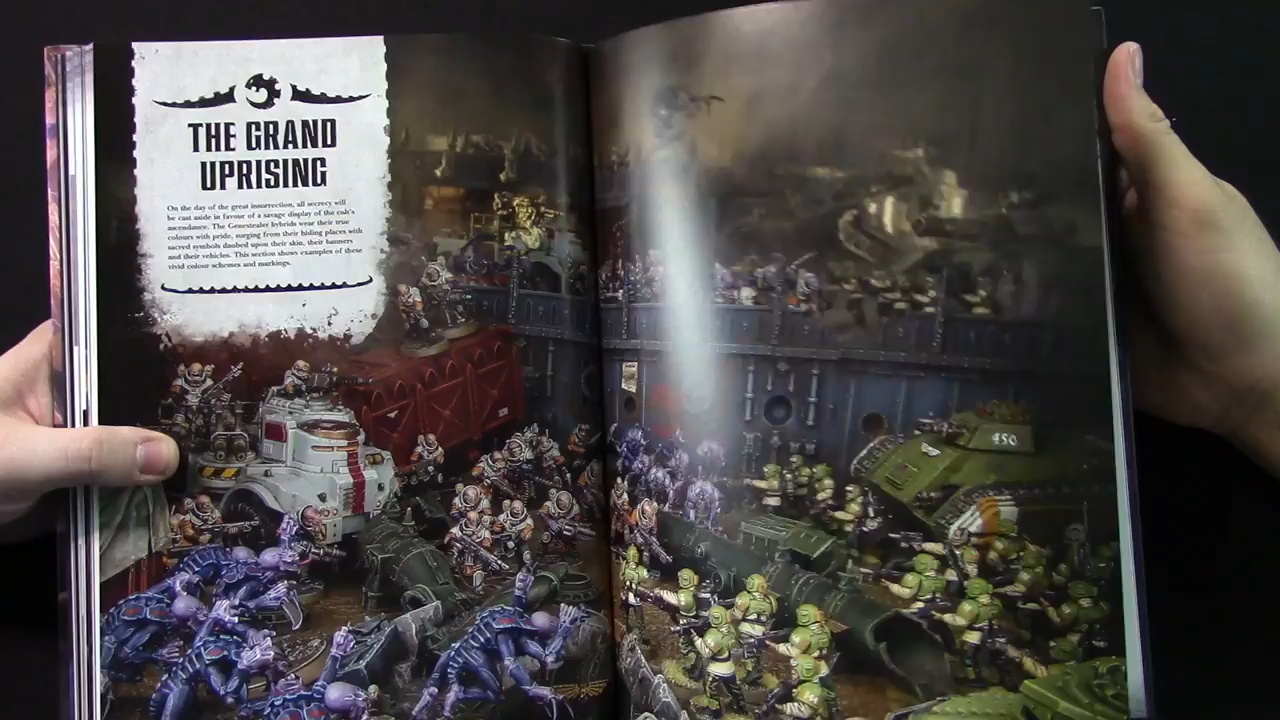 THE GRAND
UPRISING
On the day of the great insurrection, all secrecy will
be cast aside in favour of a savage display of the cult's
ascendance. The Genestealer hybrids wear their true
colours with pride, surging from their hiding places with
sacred symbols daubed upon their skin, their banners
and their vehicles. This section shows examples of these
vivid colour schemes and markings.
450